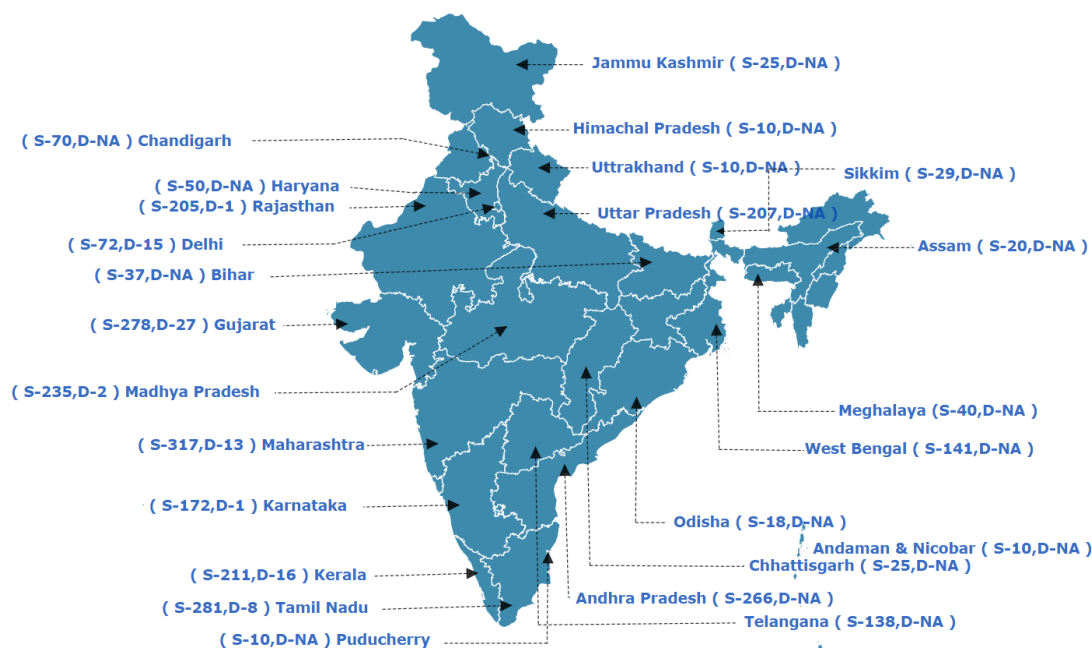 Jammu Kashmir ( S-25,D-NA )
Himachal Pradesh ( S-10,D-NA )
( S-70,D-NA ) Chandigarh
Uttrakhand ( S-10,D-NA )
Sikkim ( S-29,D-NA )
( S-50,D-NA ) Haryana
( S-205,D-1 ) Rajasthan
Uttar Pradesh ( S-207,D-NA )
( S-72,D-15 ) Delhi
Assam ( S-20,D-NA )
( S-37,D-NA ) Bihar
( S-278,D-27 ) Gujarat
( S-235,D-2 ) Madhya Pradesh
Meghalaya (S-40,D-NA )
( S-317,D-13 ) Maharashtra
West Bengal ( S-141,D-NA )
( S-172,D-1 ) Karnataka
Odisha ( S-18,D-NA )
Andaman & Nicobar ( S-10,D-NA )
Chhattisgarh ( S-25,D-NA )
( S-211,D-16 ) Kerala
Andhra Pradesh ( S-266,D-NA )
( S-281,D-8 ) Tamil Nadu
Telangana ( S-138,D-NA )
( S-10,D-NA ) Puducherry